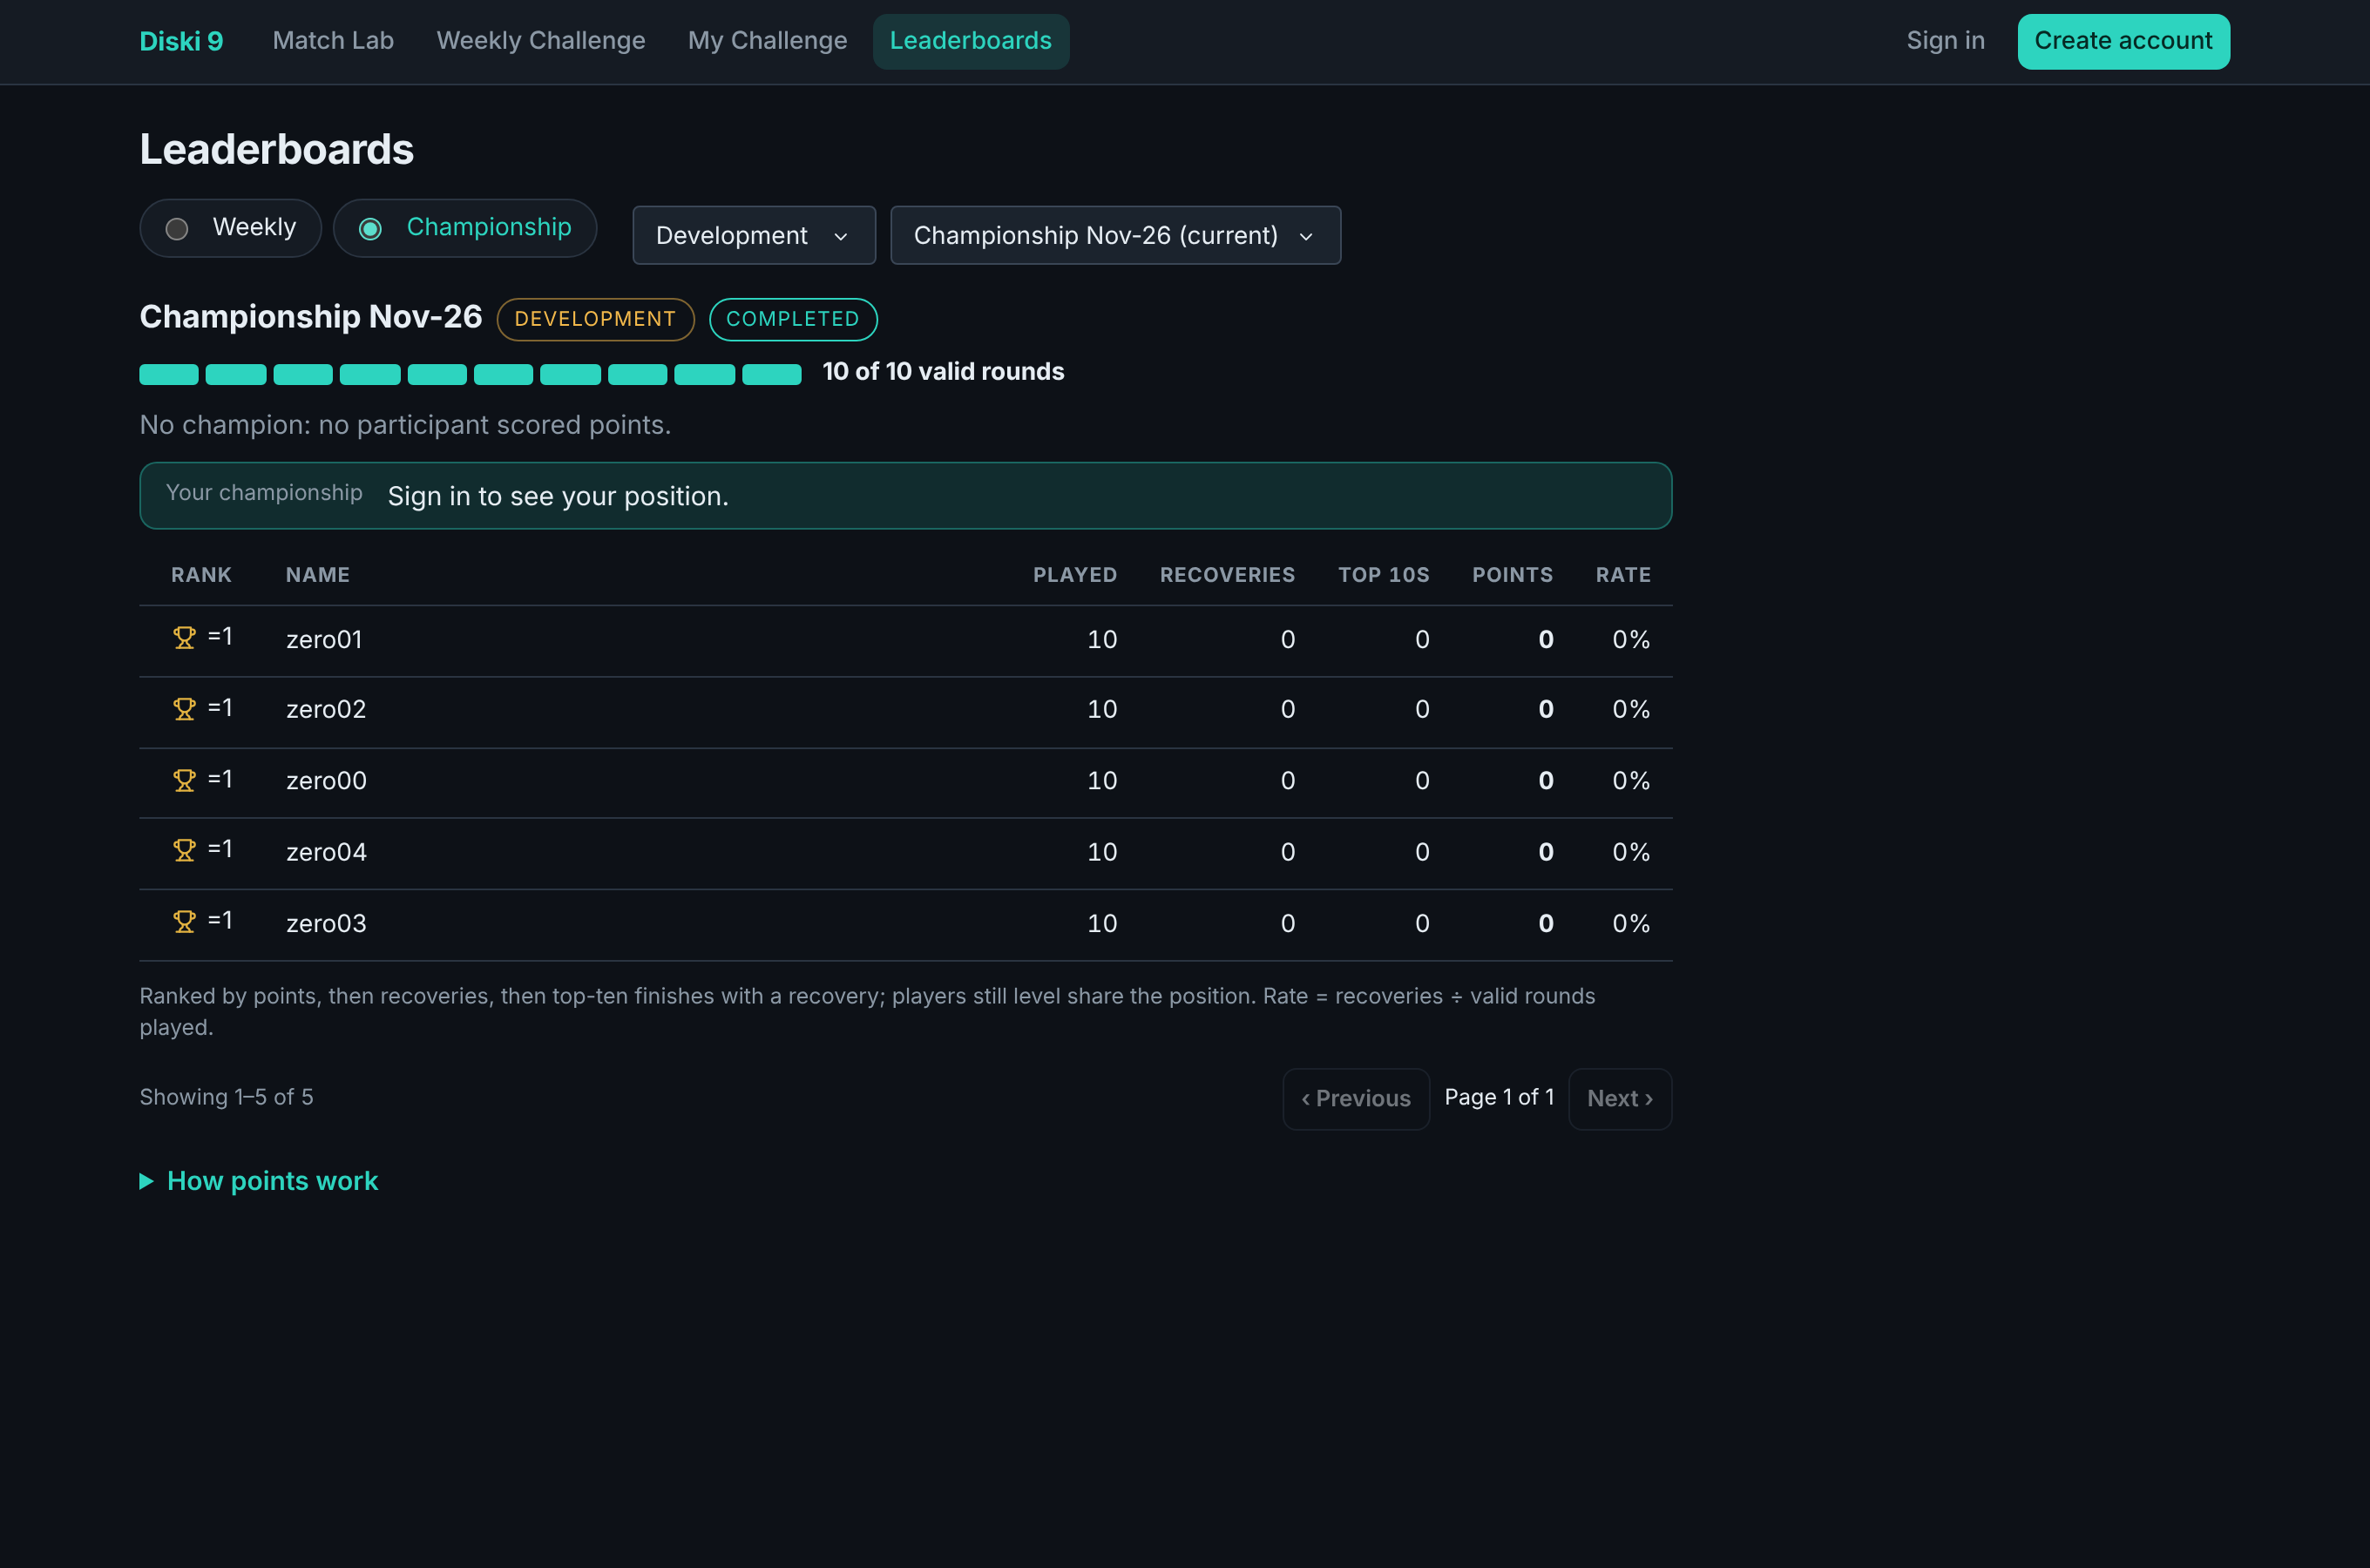 Diski 9 Match Lab Weekly Challenge My Challenge Leaderboards Sign in Create account
Leaderboards
Weekly Championship Development Championship Nov-26 (current)
Championship Nov-26 DEVELOPMENT COMPLETED
10 of 10 valid rounds
No champion: no participant scored points.
Your championship Sign in to see your position.
RANK NAME PLAYED RECOVERIES TOP 10S POINTS RATE
=1 zero01 10 0 0 0 0%
=1 zero02 10 0 0 0 0%
=1 zero00 10 0 0 0 0%
=1 zero04 10 0 0 0 0%
=1 zero03 10 0 0 0 0%
Ranked by points, then recoveries, then top-ten finishes with a recovery; players still level share the position. Rate = recoveries ÷ valid rounds
played.
Showing 1–5 of 5 ‹ Previous Page 1 of 1 Next ›
How points work